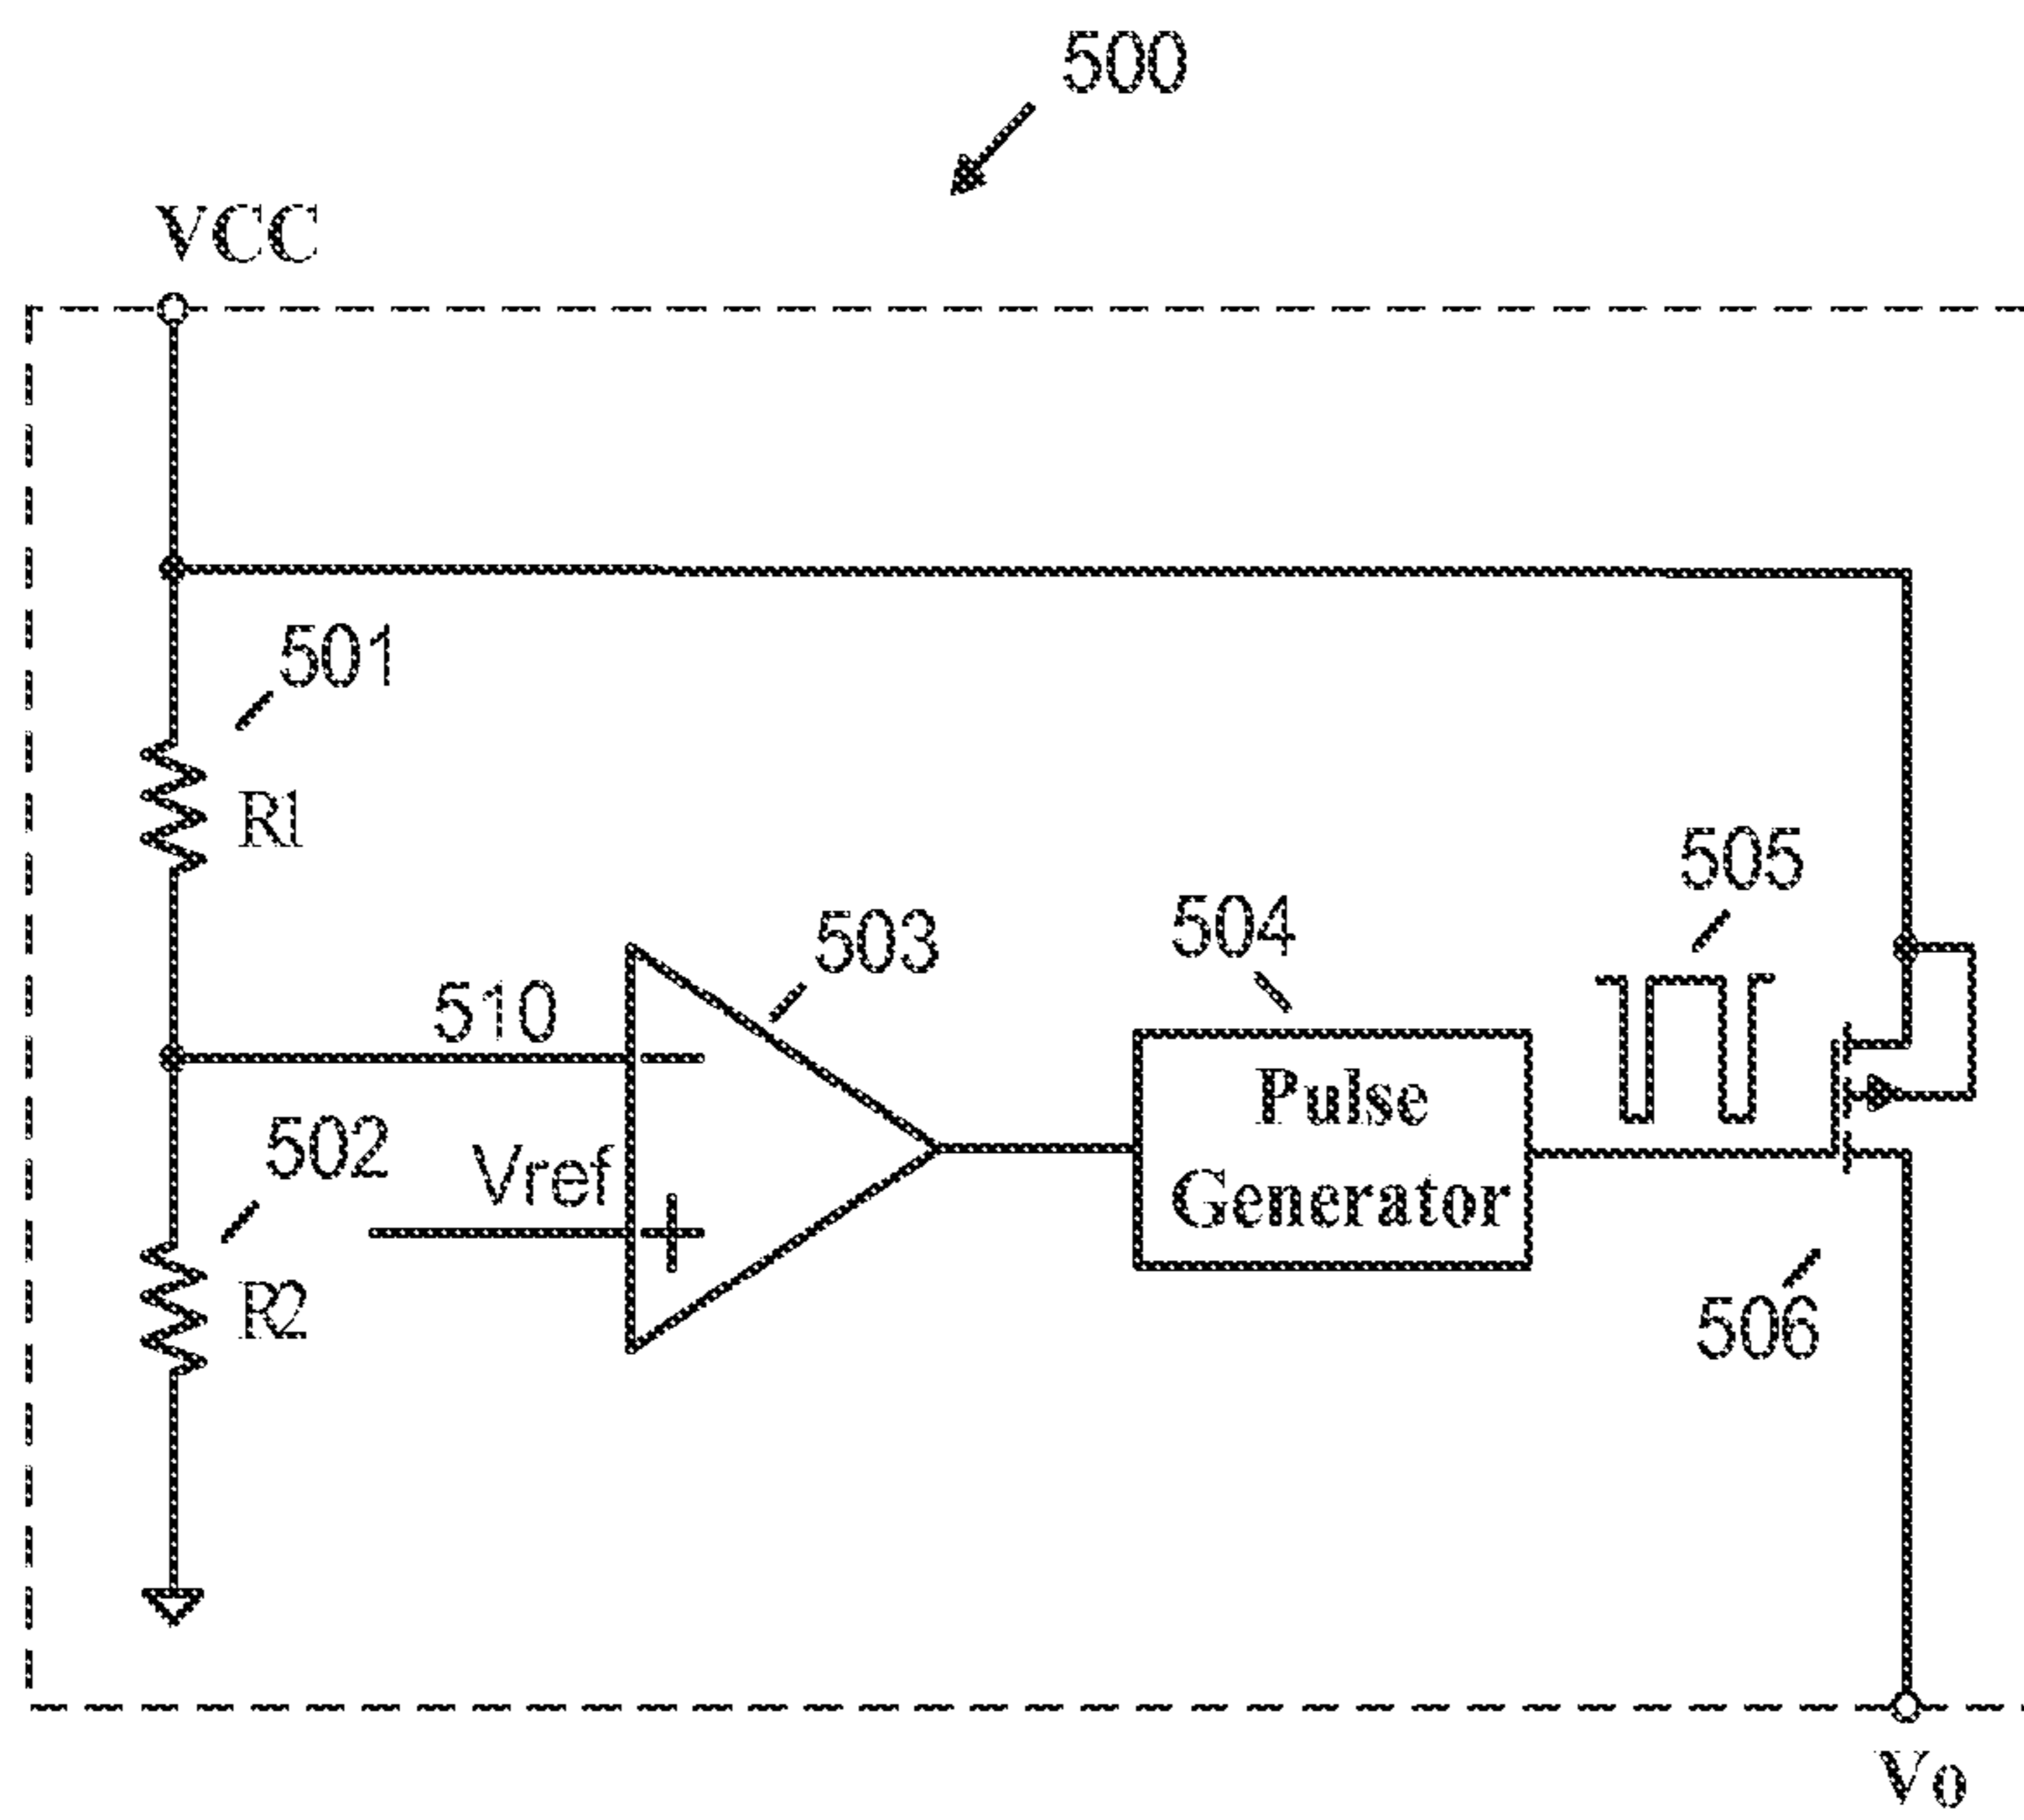 500
VCC
501
R1
505
504
503
510
Pulse
Generator
502
Vref
+
506
R2
Vo